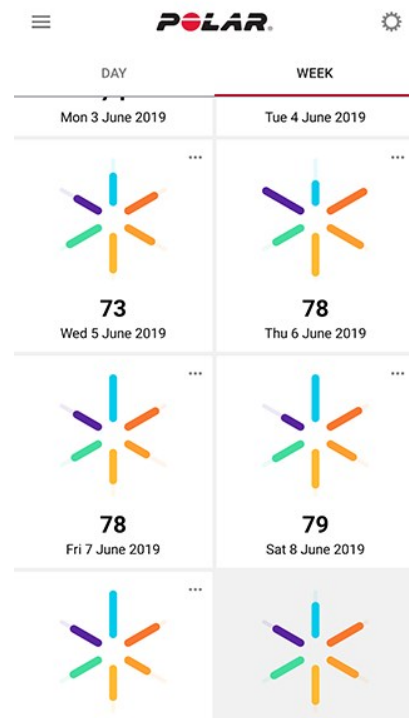 POLAR
DAY WEEK
Mon 3 June 2019 Tue 4 June 2019
73 78
Wed 5 June 2019 Thu 6 June 2019
78 79
Fri 7 June 2019 Sat 8 June 2019